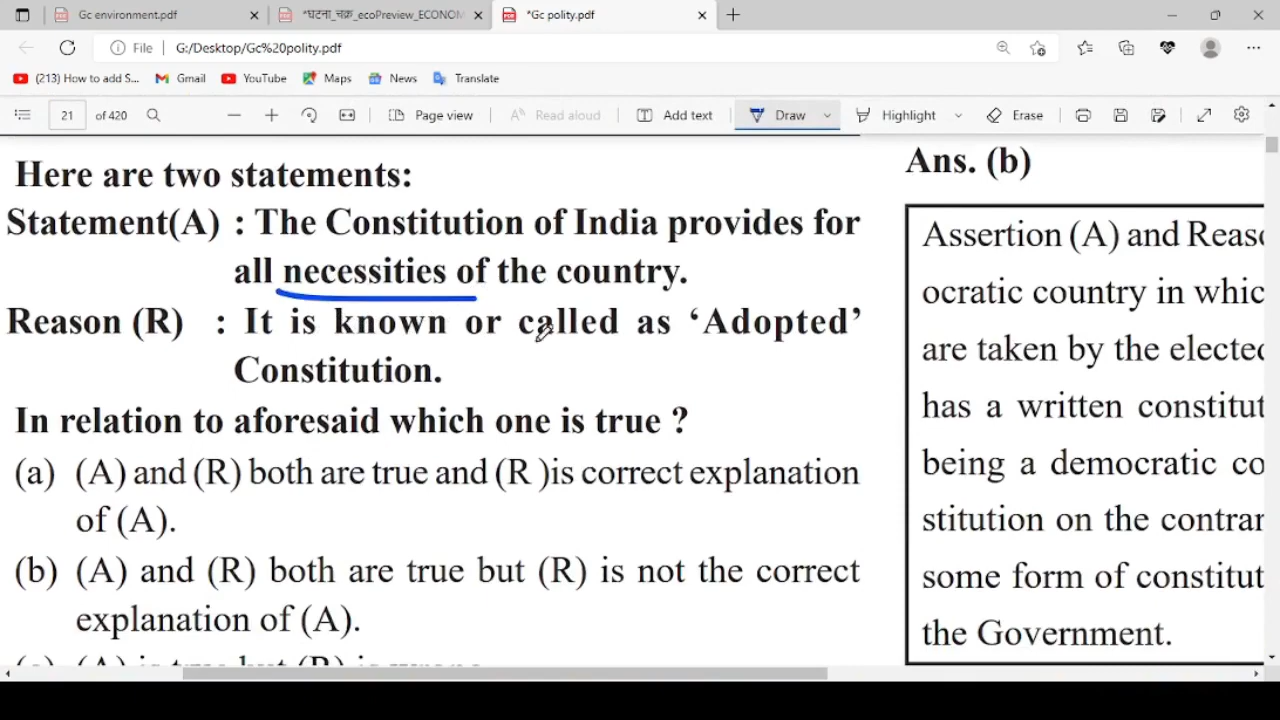 Gc environment.pdf
*घटना_चक्र_ecoPreview_ECONOM
*Gc polity.pdf
File
G:/Desktop/Gc%20polity.pdf
(213) How to add S...
Gmail
YouTube
Maps
News
Translate
21 of 420
Page view
Read aloud
Add text
Draw
Highlight
Erase
Here are two statements:
Statement(A) : The Constitution of India provides for
all necessities of the country.
Reason (R) : It is known or called as ‘Adopted’
Constitution.
In relation to aforesaid which one is true ?
(a) (A) and (R) both are true and (R )is correct explanation
of (A).
(b) (A) and (R) both are true but (R) is not the correct
explanation of (A).
Ans. (b)
Assertion (A) and Reaso
ocratic country in whic
are taken by the elected
has a written constitut
being a democratic co
stitution on the contrar
some form of constitut
the Government.